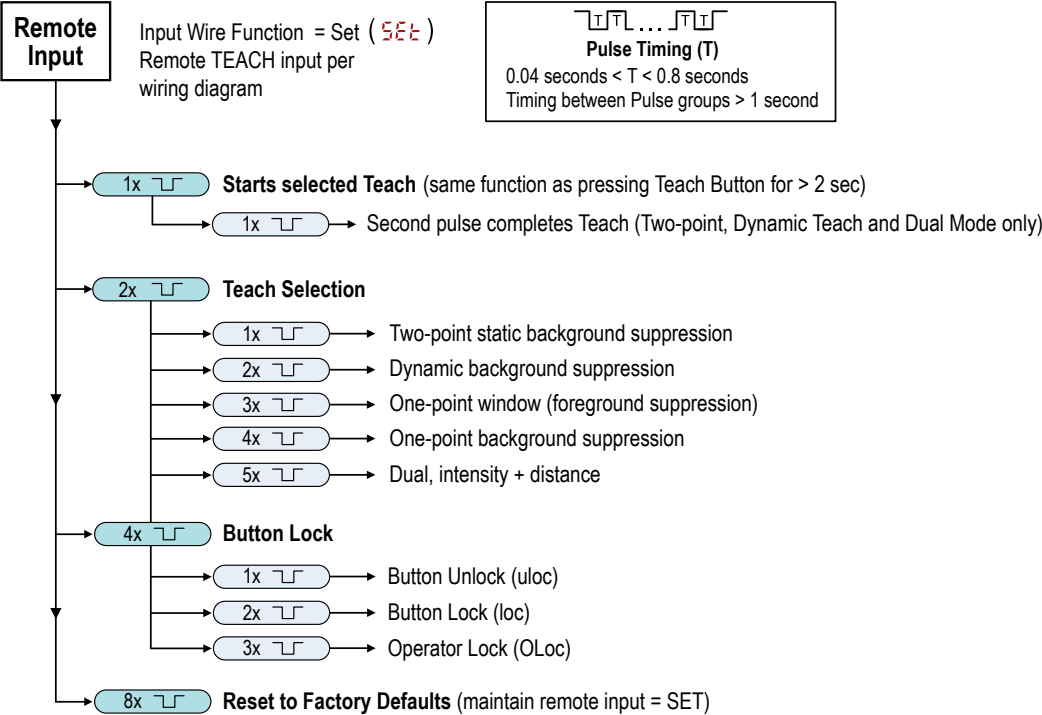 Remote
Input
Input Wire Function = Set ( SEt )
Remote TEACH input per
wiring diagram
T T ... T T
Pulse Timing (T)
0.04 seconds < T < 0.8 seconds
Timing between Pulse groups > 1 second
1x Starts selected Teach (same function as pressing Teach Button for > 2 sec)
1x Second pulse completes Teach (Two-point, Dynamic Teach and Dual Mode only)
2x Teach Selection
1x Two-point static background suppression
2x Dynamic background suppression
3x One-point window (foreground suppression)
4x One-point background suppression
5x Dual, intensity + distance
4x Button Lock
1x Button Unlock (uloc)
2x Button Lock (loc)
3x Operator Lock (OLoc)
8x Reset to Factory Defaults (maintain remote input = SET)